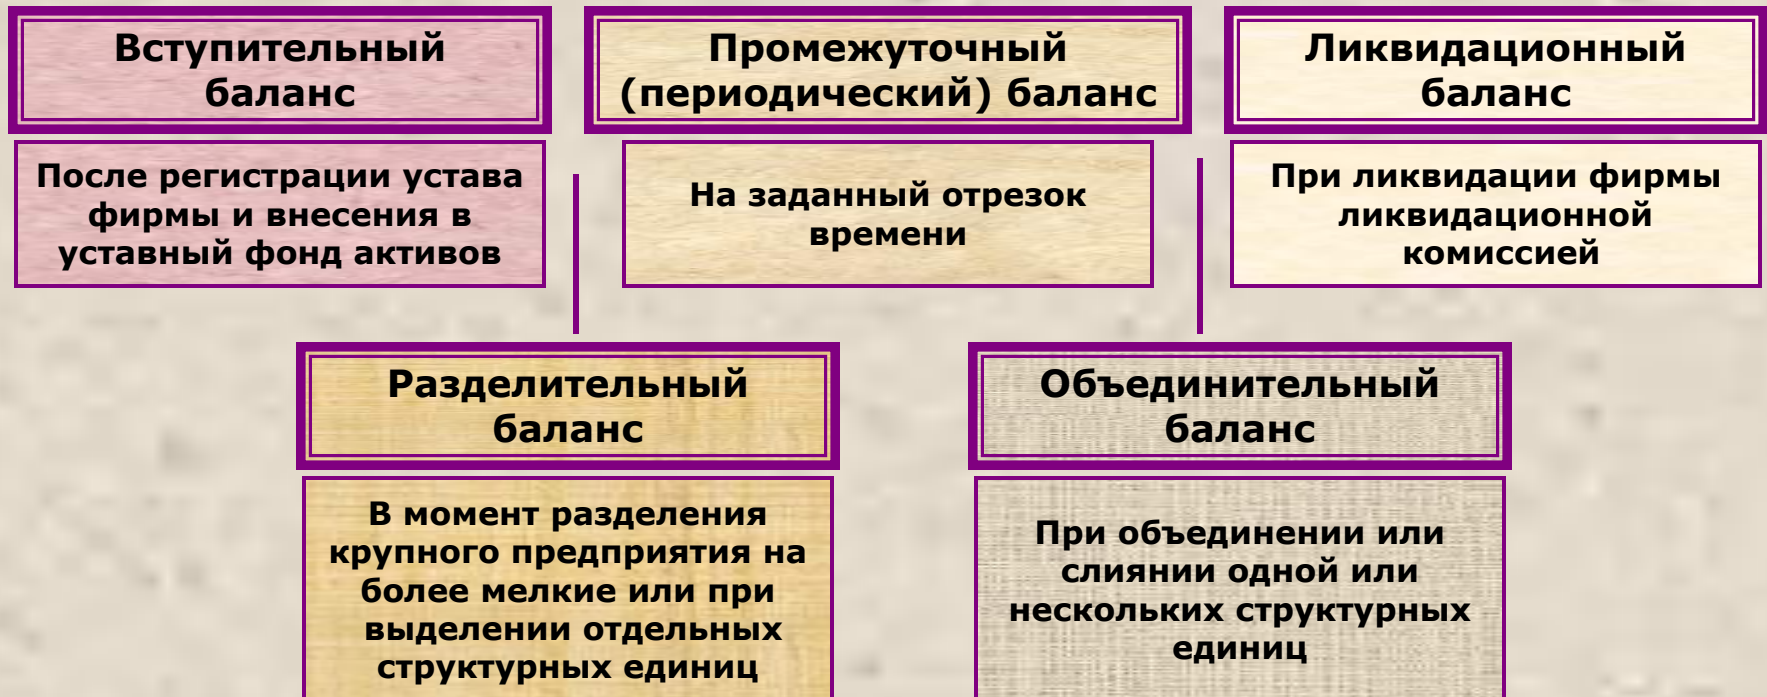 Вступительный
баланс
После регистрации устава
фирмы и внесения в
уставный фонд активов
Промежуточный
(периодический) баланс
На заданный отрезок
времени
Ликвидационный
баланс
При ликвидации фирмы
ликвидационной
комиссией
Разделительный
баланс
В момент разделения
крупного предприятия на
более мелкие или при
выделении отдельных
структурных единиц
Объединительный
баланс
При объединении или
слиянии одной или
нескольких структурных
единиц